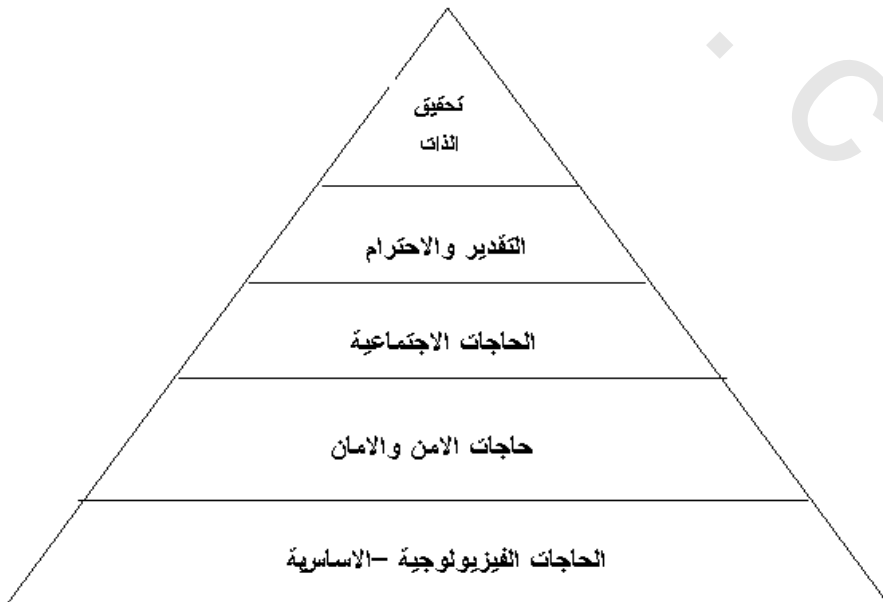 تحقيق
الذات
التقدير والاحترام
الحاجات الاجتماعية
حاجات الامن والامان
الحاجات الفيزيولوجية –الاساسية